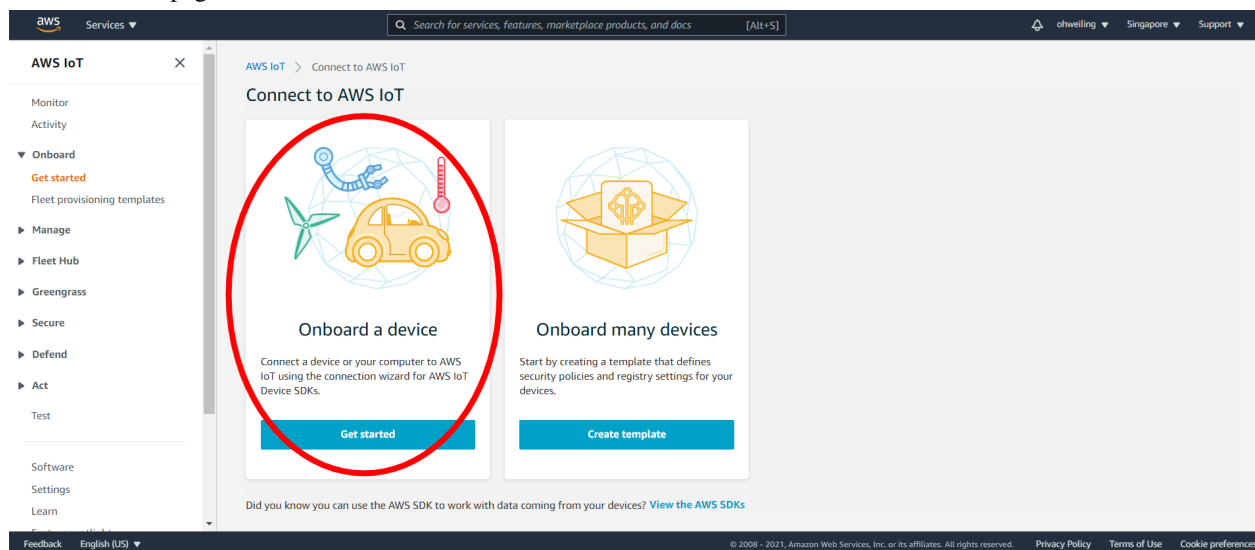 aws
Services ▼
Search for services, features, marketplace products, and docs
[Alt+S]
ohweiling ▼
Singapore ▼
Support ▼
AWS IoT
Monitor
Activity
Onboard
Get started
Fleet provisioning templates
Manage
Fleet Hub
Greengrass
Secure
Defend
Act
Test
Software
Settings
Learn
AWS IoT > Connect to AWS IoT
Connect to AWS IoT
Onboard a device
Connect a device or your computer to AWS
IoT using the connection wizard for AWS IoT
Device SDKs.
Get started
Onboard many devices
Start by creating a template that defines
security policies and registry settings for your
devices.
Create template
Did you know you can use the AWS SDK to work with data coming from your devices? View the AWS SDKs
Feedback
English (US) ▼
© 2008 - 2021, Amazon Web Services, Inc. or its affiliates. All rights reserved.
Privacy Policy
Terms of Use
Cookie preferences